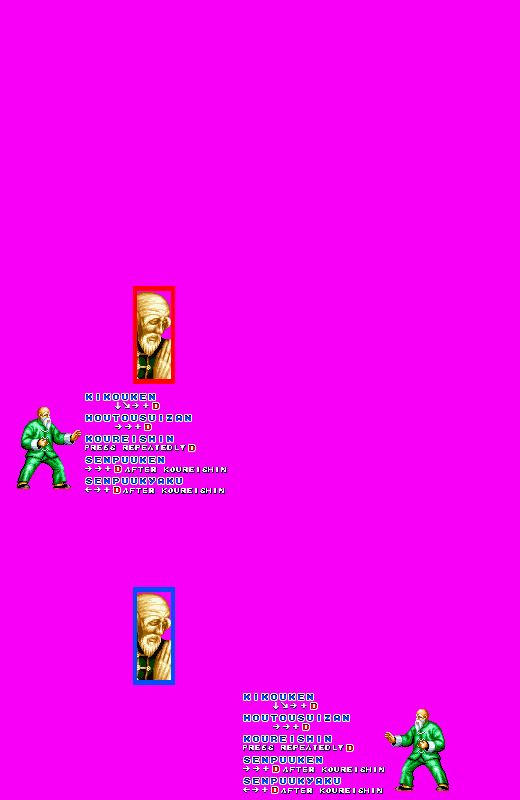 KIKOUKEN
↓↘→+D
HOUTOUSUIZAN
→→+D
KOUREISHIN
PRESS REPEATEDLY D
SENPUUKEN
→→+D AFTER KOUREISHIN
SENPUUKYAKU
←→+D AFTER KOUREISHIN
KIKOUKEN
↓↘→+D
HOUTOUSUIZAN
→→+D
KOUREISHIN
PRESS REPEATEDLY D
SENPUUKEN
→→+D AFTER KOUREISHIN
SENPUUKYAKU
←→+D AFTER KOUREISHIN